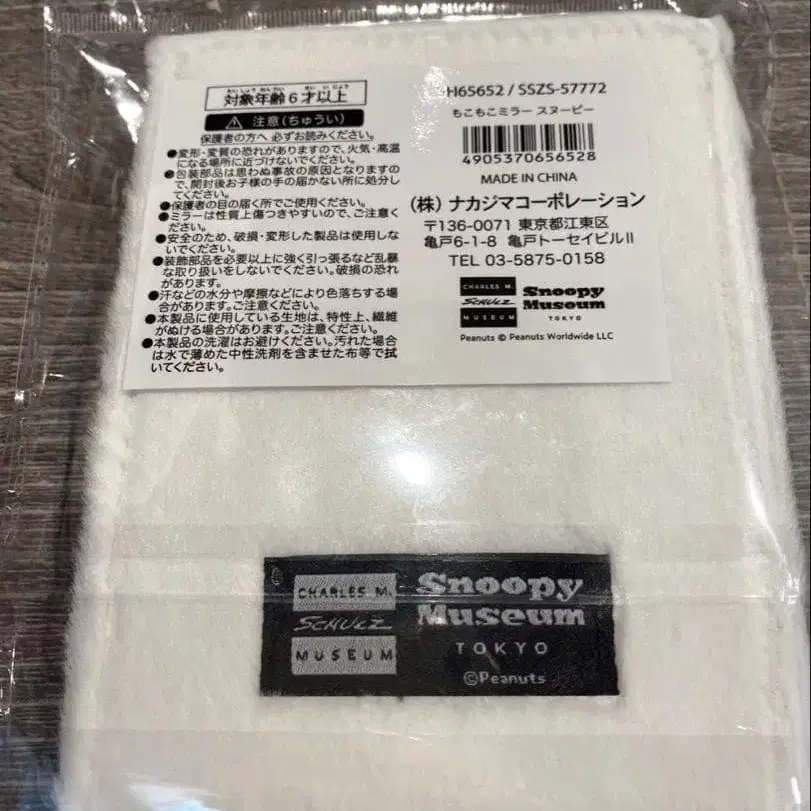 対象年齢6才以上
注意(ちゅうい)
保護者の方へ 必ずお読みください。
●変形・変質の恐れがありますので、火気・高温
になる場所に近づけないでください。
●包装部品は思わぬ事故の原因となりますの
で、開封後お子様の手の届かない所に処分し
てください。
●保護者の目の届く所でご使用ください。
●ミラーは性質上傷つきやすいので、ご注意く
ださい。
●安全のため、破損・変形した製品は使用しな
いでください。
●装飾部品を必要以上に強く引っ張るなど乱暴
な取り扱いをしないでください。破損の恐れ
があります。
●汗などの水分や摩擦などにより色落ちする場
合があります。ご注意ください。
●本製品に使用している生地は、特性上、繊維
がぬける場合があります。ご注意ください。
●本製品の洗濯はお避けください。汚れた場合
は水で薄めた中性洗剤を含ませた布等で拭
いてください。
H65652 / SSZS-57772
もこもこミラー スヌーピー
4905370656528
MADE IN CHINA
(株) ナカジマコーポレーション
〒136-0071 東京都江東区
亀戸6-1-8 亀戸トーセイビルⅡ
TEL 03-5875-0158
CHARLES M.
SCHULZ
MUSEUM
Snoopy
Museum
TOKYO
Peanuts © Peanuts Worldwide LLC
CHARLES M.
SCHULZ
MUSEUM
Snoopy
Museum
TOKYO
©Peanuts